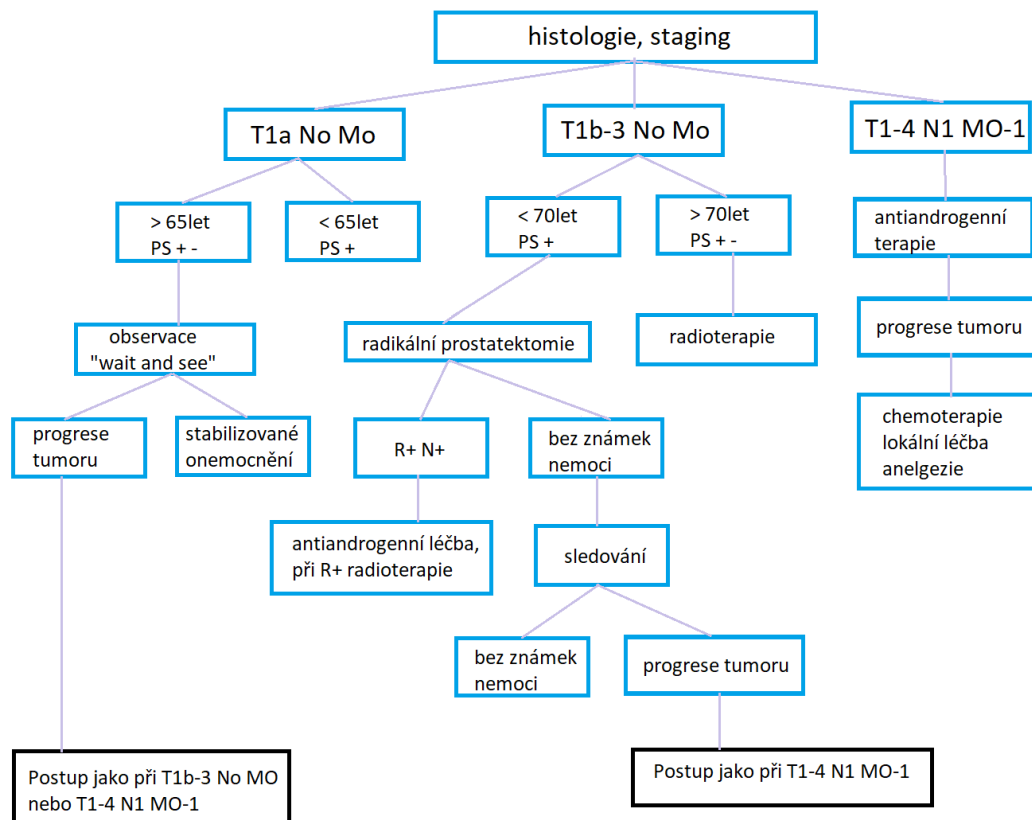 histologie, staging
T1a No Mo
T1b-3 No Mo
T1-4 N1 MO-1
> 65let
PS + -
< 65let
PS +
< 70let
PS +
> 70let
PS + -
antiandrogenní
terapie
observace
"wait and see"
radikální prostatektomie
radioterapie
progrese tumoru
progrese
tumoru
stabilizované
onemocnění
R+ N+
bez známek
nemoci
chemoterapie
lokální léčba
anelgezie
antiandrogenní léčba,
při R+ radioterapie
sledování
bez známek
nemoci
progrese tumoru
Postup jako při T1b-3 No MO
nebo T1-4 N1 MO-1
Postup jako při T1-4 N1 MO-1